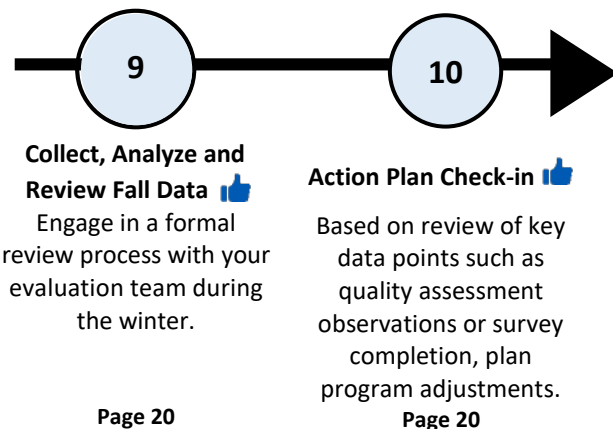 9
Collect, Analyze and
Review Fall Data
Engage in a formal
review process with your
evaluation team during
the winter.
Page 20
10
Action Plan Check-in
Based on review of key
data points such as
quality assessment
observations or survey
completion, plan
program adjustments.
Page 20